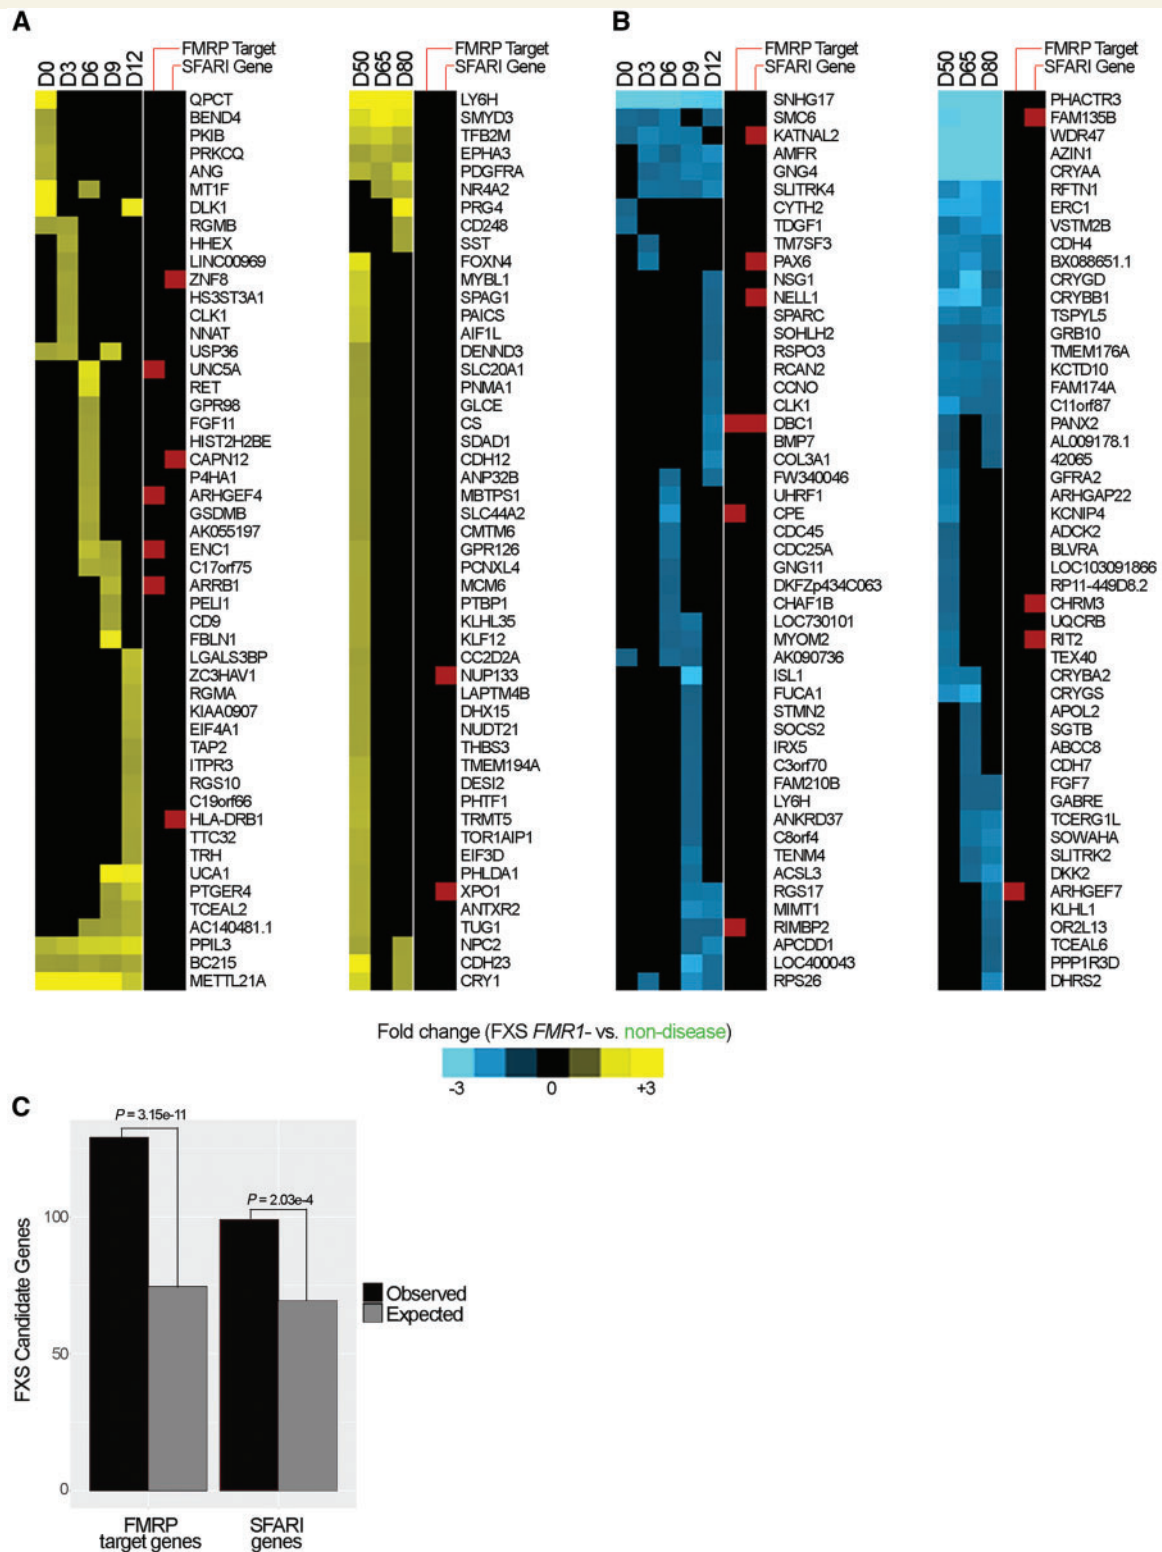 A
D0
D3
D6
D9
D12
FMRP Target
SFARI Gene
QPCT
BEND4
PKIB
PRKCQ
ANG
MT1F
DLK1
RGMB
HHEX
LINC00969
ZNF8
HS3ST3A1
CLK1
NNAT
USP36
UNC5A
RET
GPR98
FGF11
HIST2H2BE
CAPN12
P4HA1
ARHGEF4
GSDMB
AK055197
ENC1
C17orf75
ARRB1
PELI1
CD9
FBLN1
LGALS3BP
ZC3HAV1
RGMA
KIAA0907
EIF4A1
TAP2
ITPR3
RGS10
C19orf66
HLA-DRB1
TTC32
TRH
UCA1
PTGER4
TCEAL2
AC140481.1
PPIL3
BC215
METTL21A
D50
D65
D80
FMRP Target
SFARI Gene
LY6H
SMYD3
TFB2M
EPHA3
PDGFRA
NR4A2
PRG4
CD248
SST
FOXN4
MYBL1
SPAG1
PAICS
AIF1L
DENND3
SLC20A1
PNMA1
GLCE
CS
SDAD1
CDH12
ANP32B
MBTPS1
SLC44A2
CMTM6
GPR126
PCNXL4
MCM6
PTBP1
KLHL35
KLF12
CC2D2A
NUP133
LAPTM4B
DHX15
NUDT21
THBS3
TMEM194A
DESI2
PHTF1
TRMT5
TOR1AIP1
EIF3D
PHLDA1
XPO1
ANTXR2
TUG1
NPC2
CDH23
CRY1
B
D0
D3
D6
D9
D12
FMRP Target
SFARI Gene
SNHG17
SMC6
KATNAL2
AMFR
GNG4
SLITRK4
CYTH2
TDGF1
TM7SF3
PAX6
NSG1
NELL1
SPARC
SOHLH2
RSPO3
RCAN2
CCNO
CLK1
DBC1
BMP7
COL3A1
FW340046
UHRF1
CPE
CDC45
CDC25A
GNG11
DKFZp434C063
CHAF1B
LOC730101
MYOM2
AK090736
ISL1
FUCA1
STMN2
SOCS2
IRX5
C3orf70
FAM210B
LY6H
ANKRD37
C8orf4
TENM4
ACSL3
RGS17
MIMT1
RIMBP2
APCDD1
LOC400043
RPS26
D50
D65
D80
FMRP Target
SFARI Gene
PHACTR3
FAM135B
WDR47
AZIN1
CRYAA
RFTN1
ERC1
VSTM2B
CDH4
BX088651.1
CRYGD
CRYBB1
TSPYL5
GRB10
TMEM176A
KCTD10
FAM174A
C11orf87
PANX2
AL009178.1
42065
GFRA2
ARHGAP22
KCNIP4
ADCK2
BLVRA
LOC103091866
RP11-449D8.2
CHRM3
UQCRB
RIT2
TEX40
CRYBA2
CRYGS
APOL2
SGTB
ABCC8
CDH7
FGF7
GABRE
TCERG1L
SOWAHA
SLITRK2
DKK2
ARHGEF7
KLHL1
OR2L13
TCEAL6
PPP1R3D
DHRS2
Fold change (FXS FMR1- vs. non-disease)
-3 0 +3
C
P = 3.15e-11
P = 2.03e-4
FXS Candidate Genes
100
50
0
Observed
Expected
FMRP
target genes
SFARI
genes